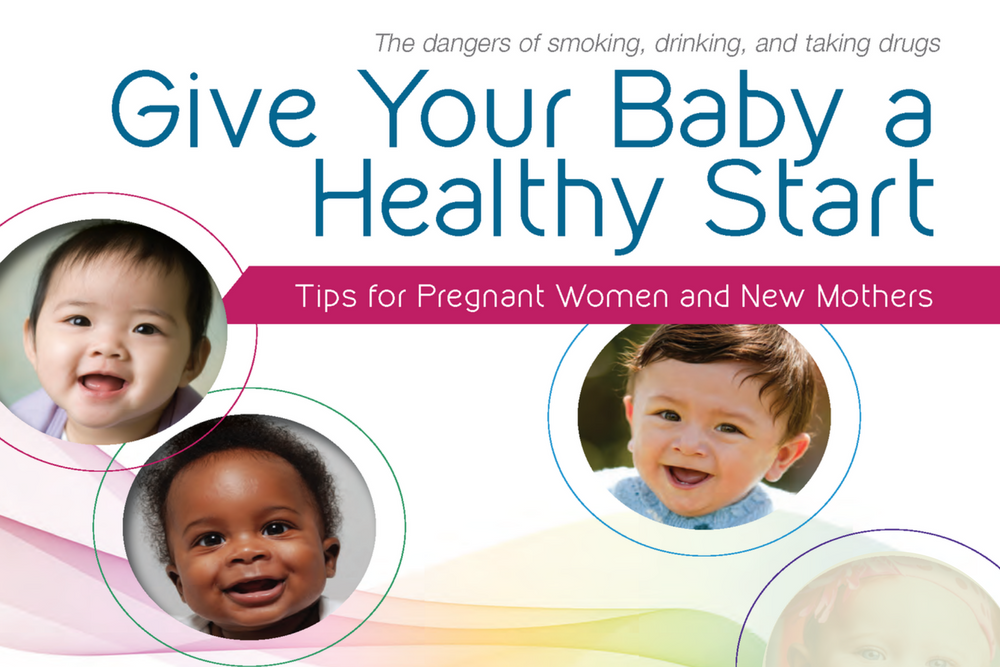 The dangers of smoking, drinking, and taking drugs
Give Your Baby a
Healthy Start
Tips for Pregnant Women and New Mothers